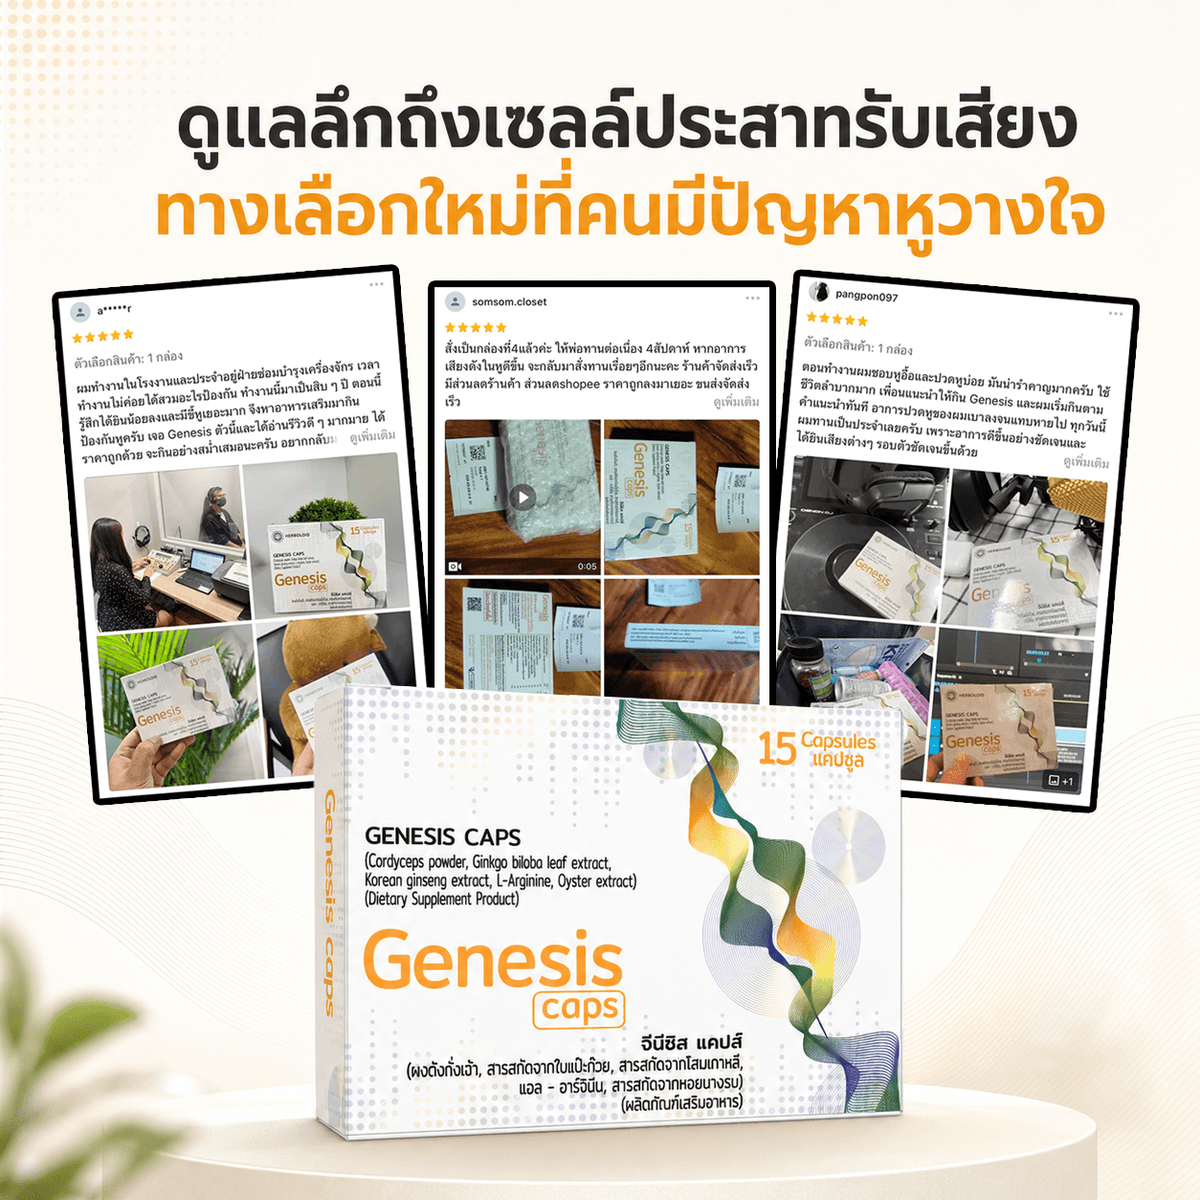 ดูแลลึกถึงเซลล์ประสาทรับเสียง
ทางเลือกใหม่ที่คนมีปัญหาหูวางใจ
a*****r
ตัวเลือกสินค้า: 1 กล่อง
ผมทำงานในโรงงานและประจำอยู่ฝ่ายซ่อมบำรุงเครื่องจักร เวลา
ทำงานไม่ค่อยได้สวมอะไรป้องกัน ทำงานนี้มาเป็นสิบ ๆ ปี ตอนนี้
รู้สึกได้ยินน้อยลงและมีขี้หูเยอะมาก จึงหาอาหารเสริมมากิน
ป้องกันหูครับ เจอ Genesis ตัวนี้และได้อ่านรีวิวดี ๆ มากมาย ได้
ราคาถูกด้วย จะกินอย่างสม่ำเสมอนะครับ อยากกลับม ดูเพิ่มเติม
somsom.closet
สั่งเป็นกล่องที่4แล้วค่ะ ให้พ่อทานต่อเนื่อง 4สัปดาห์ หากอาการ
เสียงดังในหูดีขึ้น จะกลับมาสั่งทานเรื่อยๆอีกนะคะ ร้านค้าจัดส่งเร็ว
มีส่วนลดร้านค้า ส่วนลดshopee ราคาถูกลงมาเยอะ ขนส่งจัดส่ง
เร็ว ดูเพิ่มเติม
0:05
pangpon097
ตัวเลือกสินค้า: 1 กล่อง
ตอนทำงานผมชอบหูอื้อและปวดหูบ่อย มันน่ารำคาญมากครับ ใช้
ชีวิตลำบากมาก เพื่อนแนะนำให้กิน Genesis และผมเริ่มกินตาม
คำแนะนำทันที อาการปวดหูของผมเบาลงจนแทบหายไป ทุกวันนี้
ผมทานเป็นประจำเลยครับ เพราะอาการดีขึ้นอย่างชัดเจนและ
ได้ยินเสียงต่างๆ รอบตัวชัดเจนขึ้นด้วย
ดูเพิ่มเติม
HERBOLOID
15 Capsules
GENESIS CAPS
Genesis
caps
Genesis
HERBOLOID
GENESIS CAPS
Genesis
caps
DENON DJ
Genesis
HERBOLOID
GENESIS CAPS
Genesis
caps
+1
15 Capsules
แคปซูล
GENESIS CAPS
(Cordyceps powder, Ginkgo biloba leaf extract,
Korean ginseng extract, L-Arginine, Oyster extract)
(Dietary Supplement Product)
Genesis
caps
จีนีซิส แคปส์
(ผงถังกั่งเฉ้า, สารสกัดจากใบแป๊ะก๊วย, สารสกัดจากโสมเกาหลี,
แอล - อาร์จินีน, สารสกัดจากหอยนางรม)
(ผลิตภัณฑ์เสริมอาหาร)
Genesis caps